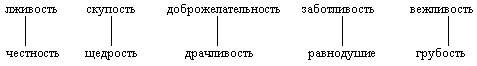 лживость скупость доброжелательность заботливость вежливость
честность щедрость драчливость равнодушие грубость